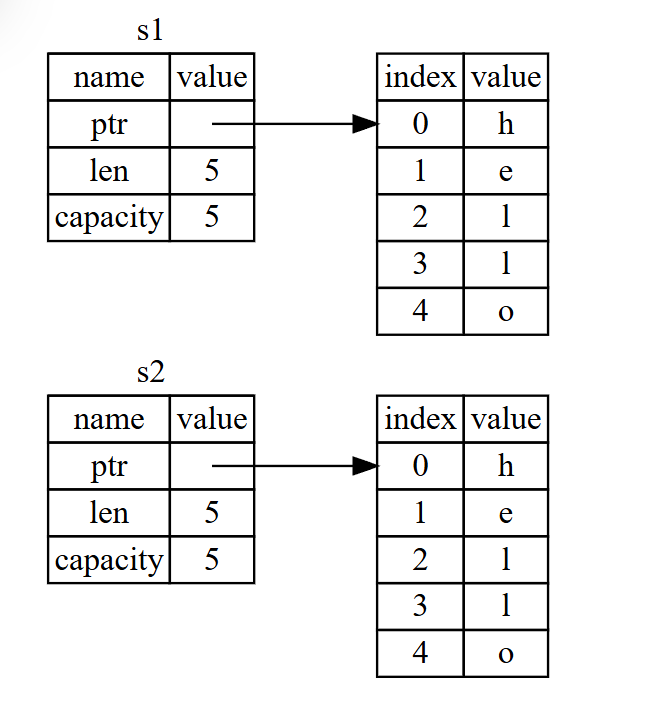 s1
name value
ptr
len 5
capacity 5
index value
0 h
1 e
2 l
3 l
4 o
s2
name value
ptr
len 5
capacity 5
index value
0 h
1 e
2 l
3 l
4 o